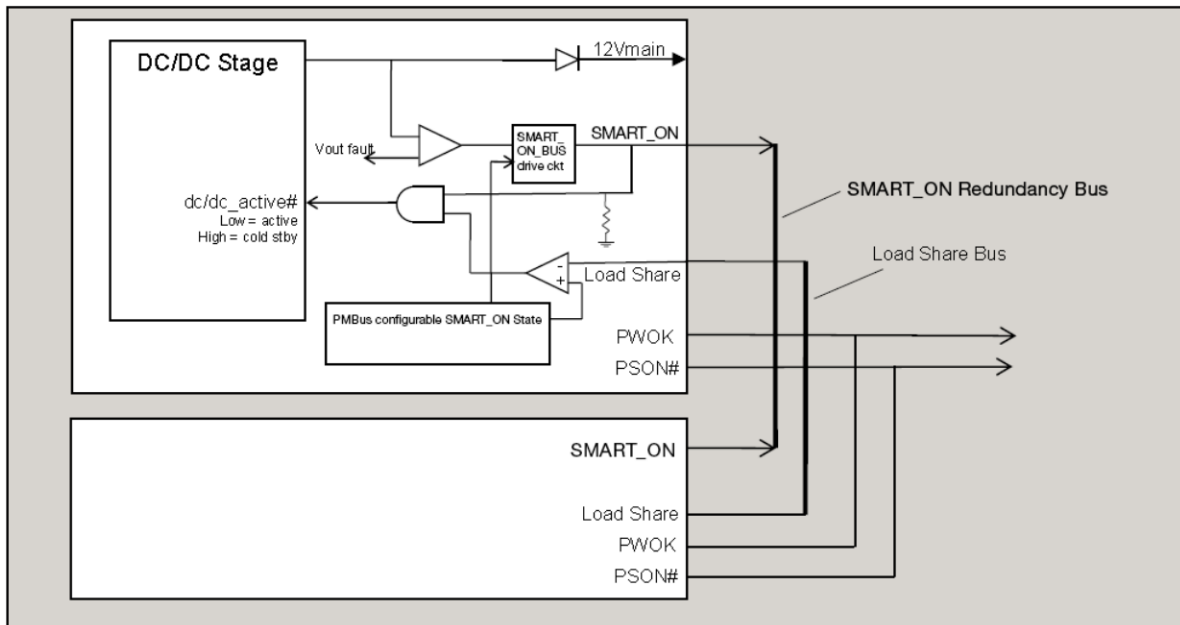 DC/DC Stage
12Vmain
SMART_
ON_BUS
drive ckt
SMART_ON
Vout fault
dc/dc_active#
Low = active
High = cold stby
-
+
Load Share
PMBus configurable SMART_ON State
PWOK
PSON#
SMART_ON Redundancy Bus
Load Share Bus
SMART_ON
Load Share
PWOK
PSON#